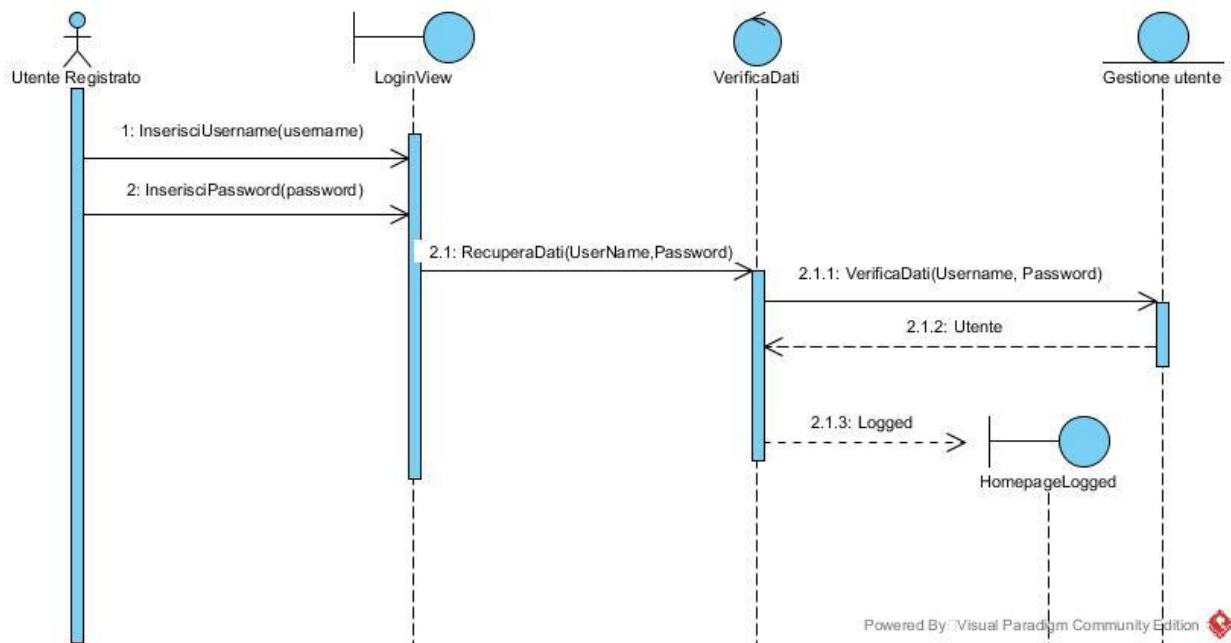 Utente Registrato
LoginView
VerificaDati
Gestione utente
1: InserisciUsername(username)
2: InserisciPassword(password)
2.1: RecuperaDati(UserName,Password)
2.1.1: VerificaDati(Username, Password)
2.1.2: Utente
2.1.3: Logged
HomepageLogged
Powered By Visual Paradigm Community Edition